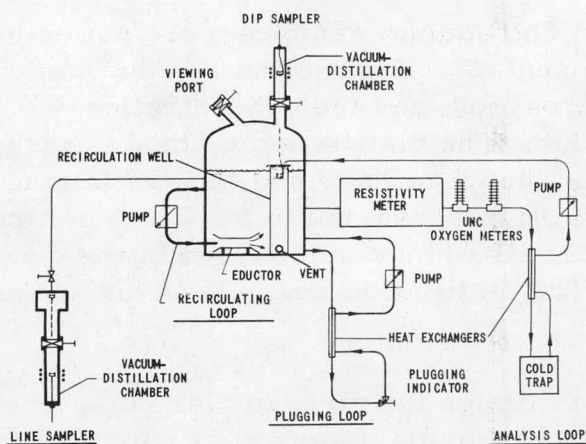 DIP SAMPLER
VACUUM-
DISTILLATION
CHAMBER
VIEWING
PORT
RECIRCULATION WELL
RESISTIVITY
METER
PUMP
UNC
OXYGEN METERS
PUMP
EDUCTOR
VENT
PUMP
RECIRCULATING
LOOP
HEAT EXCHANGERS
COLD
TRAP
PLUGGING
INDICATOR
VACUUM-
DISTILLATION
CHAMBER
LINE SAMPLER
PLUGGING LOOP
ANALYSIS LOOP